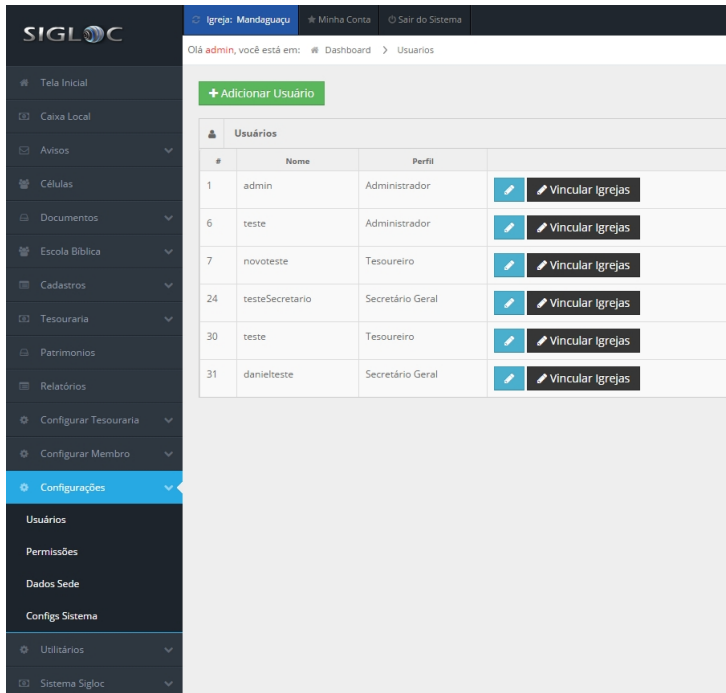 SIGLOC
Igreja: Mandaguaçu
Minha Conta
Sair do Sistema
Olá admin, você está em: Dashboard > Usuarios
Tela Inicial
Caixa Local
Avisos
Células
Documentos
Escola Bíblica
Cadastros
Tesouraria
Patrimonios
Relatórios
Configurar Tesouraria
Configurar Membro
Configurações
Usuários
Permissões
Dados Sede
Configs Sistema
Utilitários
Sistema Sigloc
+ Adicionar Usuário
Usuários
# Nome Perfil
1 admin Administrador Vincular Igrejas
6 teste Administrador Vincular Igrejas
7 novoteste Tesoureiro Vincular Igrejas
24 testeSecretario Secretário Geral Vincular Igrejas
30 teste Tesoureiro Vincular Igrejas
31 danielteste Secretário Geral Vincular Igrejas